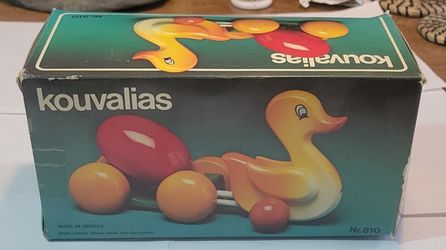 Nr. 810
kouvalias
kouvalias
MADE IN GREECE
Nr. 810